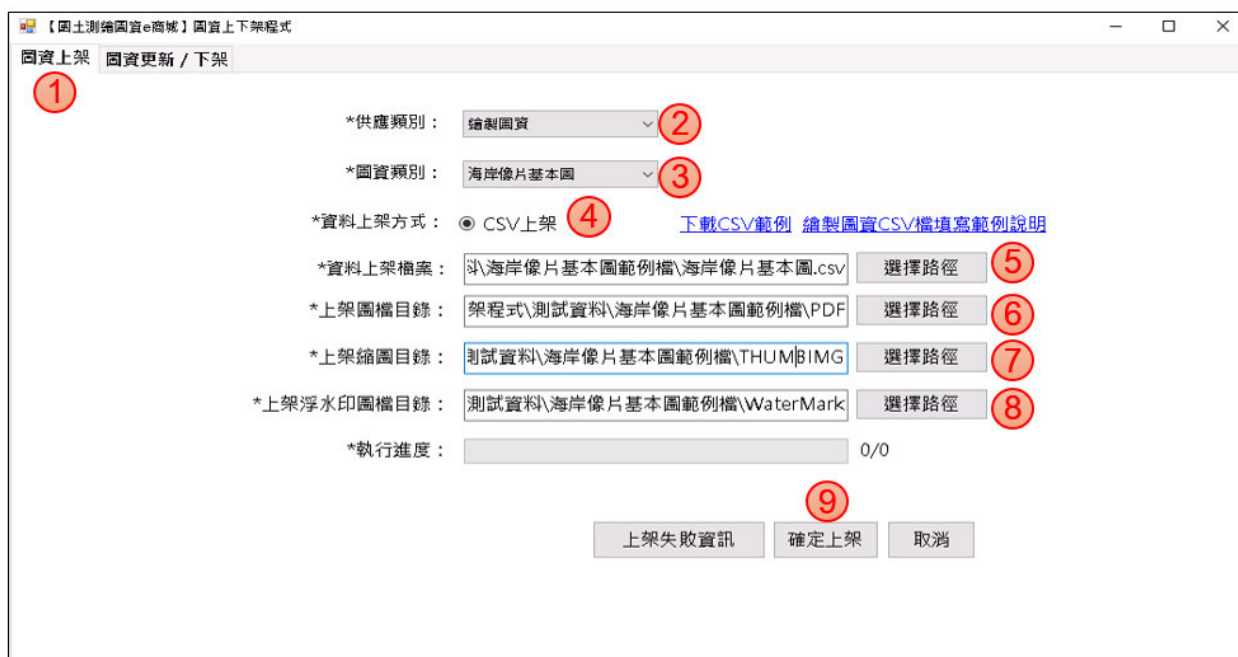 【國土測繪圖資e商城】圖資上下架程式
圖資上架 圖資更新 / 下架
1
*供應類別： 繪製圖資 2
*圖資類別： 海岸像片基本圖 3
*資料上架方式： CSV上架 4 下載CSV範例 繪製圖資CSV檔填寫範例說明
*資料上架檔案： \海岸像片基本圖範例檔\海岸像片基本圖.csv 選擇路徑 5
*上架圖檔目錄： 架程式\測試資料\海岸像片基本圖範例檔\PDF 選擇路徑 6
*上架縮圖目錄： 測試資料\海岸像片基本圖範例檔\THUMBIMG 選擇路徑 7
*上架浮水印圖檔目錄： 測試資料\海岸像片基本圖範例檔\WaterMark 選擇路徑 8
*執行進度： 0/0
9
上架失敗資訊 確定上架 取消